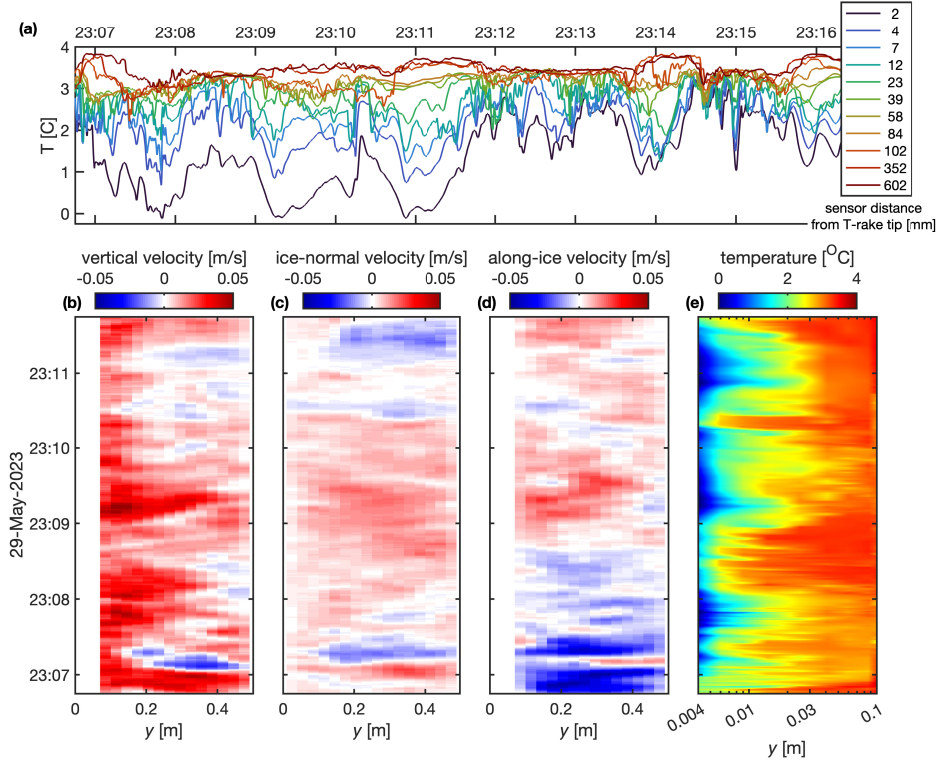 (a)
23:07 23:08 23:09 23:10 23:11 23:12 23:13 23:14 23:15 23:16
T [C]
4
3
2
1
0
2
4
7
12
23
39
58
84
102
352
602
sensor distance
from T-rake tip [mm]
vertical velocity [m/s] ice-normal velocity [m/s] along-ice velocity [m/s] temperature [°C]
(b) -0.05 0 0.05 (c) -0.05 0 0.05 (d) -0.05 0 0.05 (e) 0 2 4
29-May-2023
23:11
23:10
23:09
23:08
23:07
0 0.2 0.4 0 0.2 0.4 0 0.2 0.4 0.004 0.01 0.03 0.1
y [m] y [m] y [m] y [m]